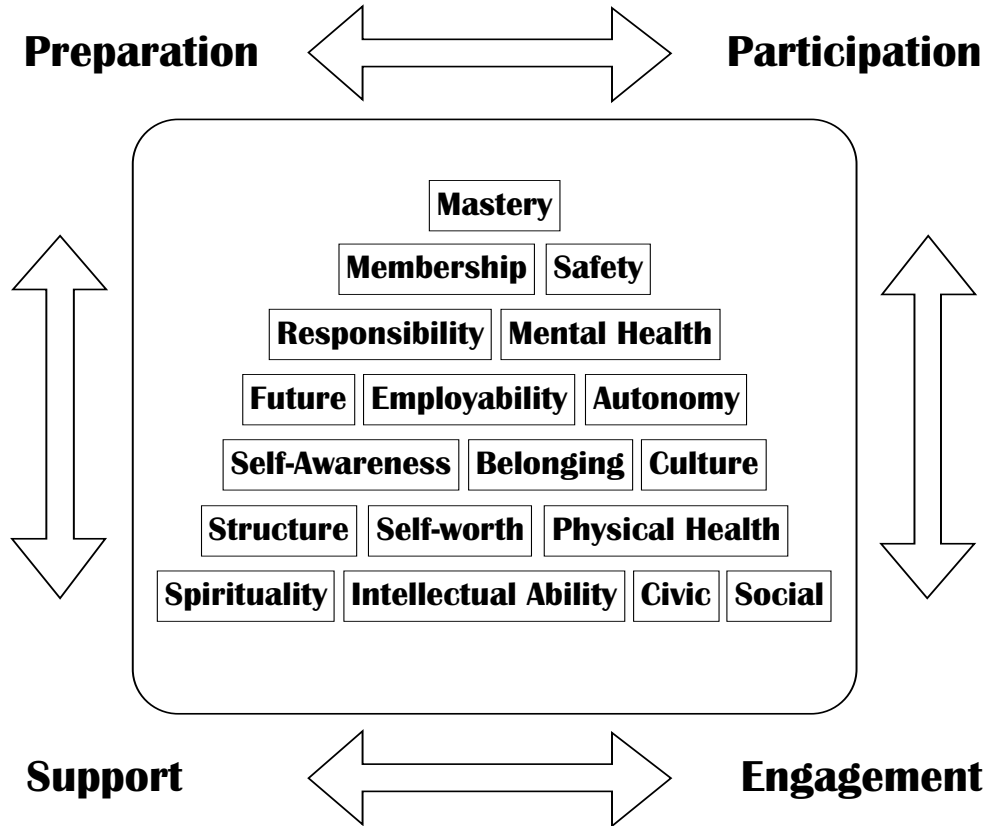 Preparation Participation
Mastery
Membership Safety
Responsibility Mental Health
Future Employability Autonomy
Self-Awareness Belonging Culture
Structure Self-worth Physical Health
Spirituality Intellectual Ability Civic Social
Support Engagement